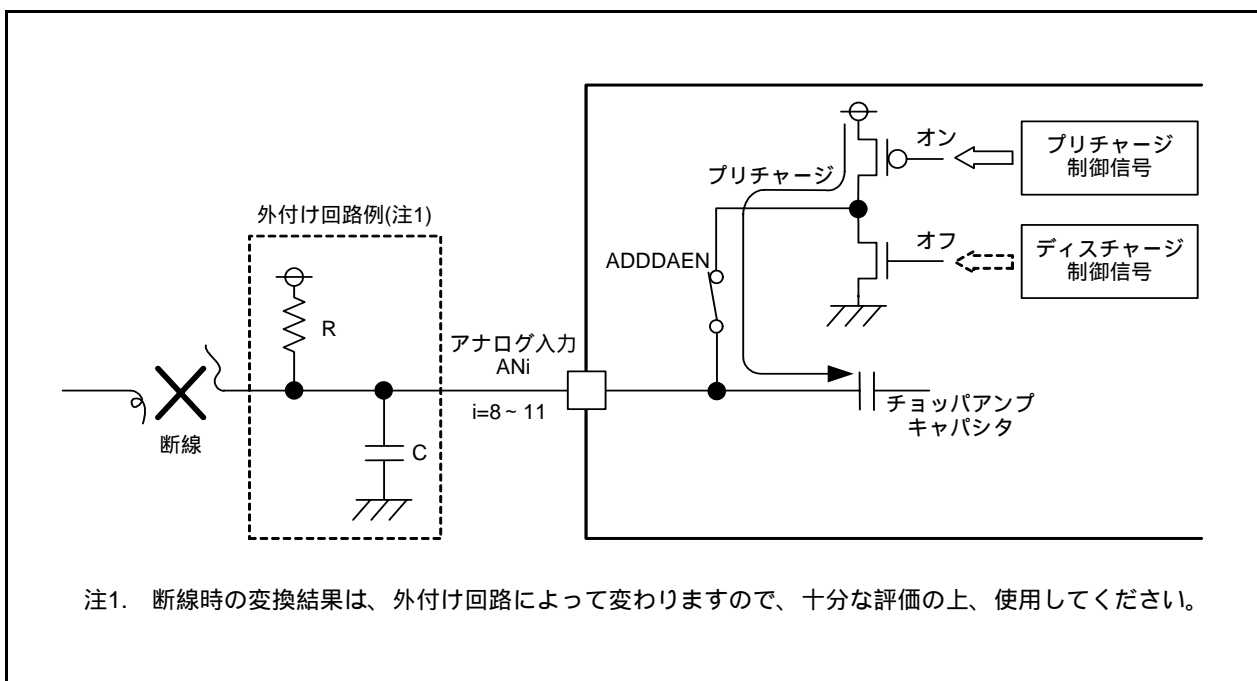 オン
プリチャージ
制御信号
プリチャージ
外付け回路例(注1)
オフ
ディスチャージ
制御信号
ADDDAEN
R
アナログ入力
ANi
i=8~11
チョッパアンプ
キャパシタ
断線
C
注1. 断線時の変換結果は、外付け回路によって変わりますので、十分な評価の上、使用してください。